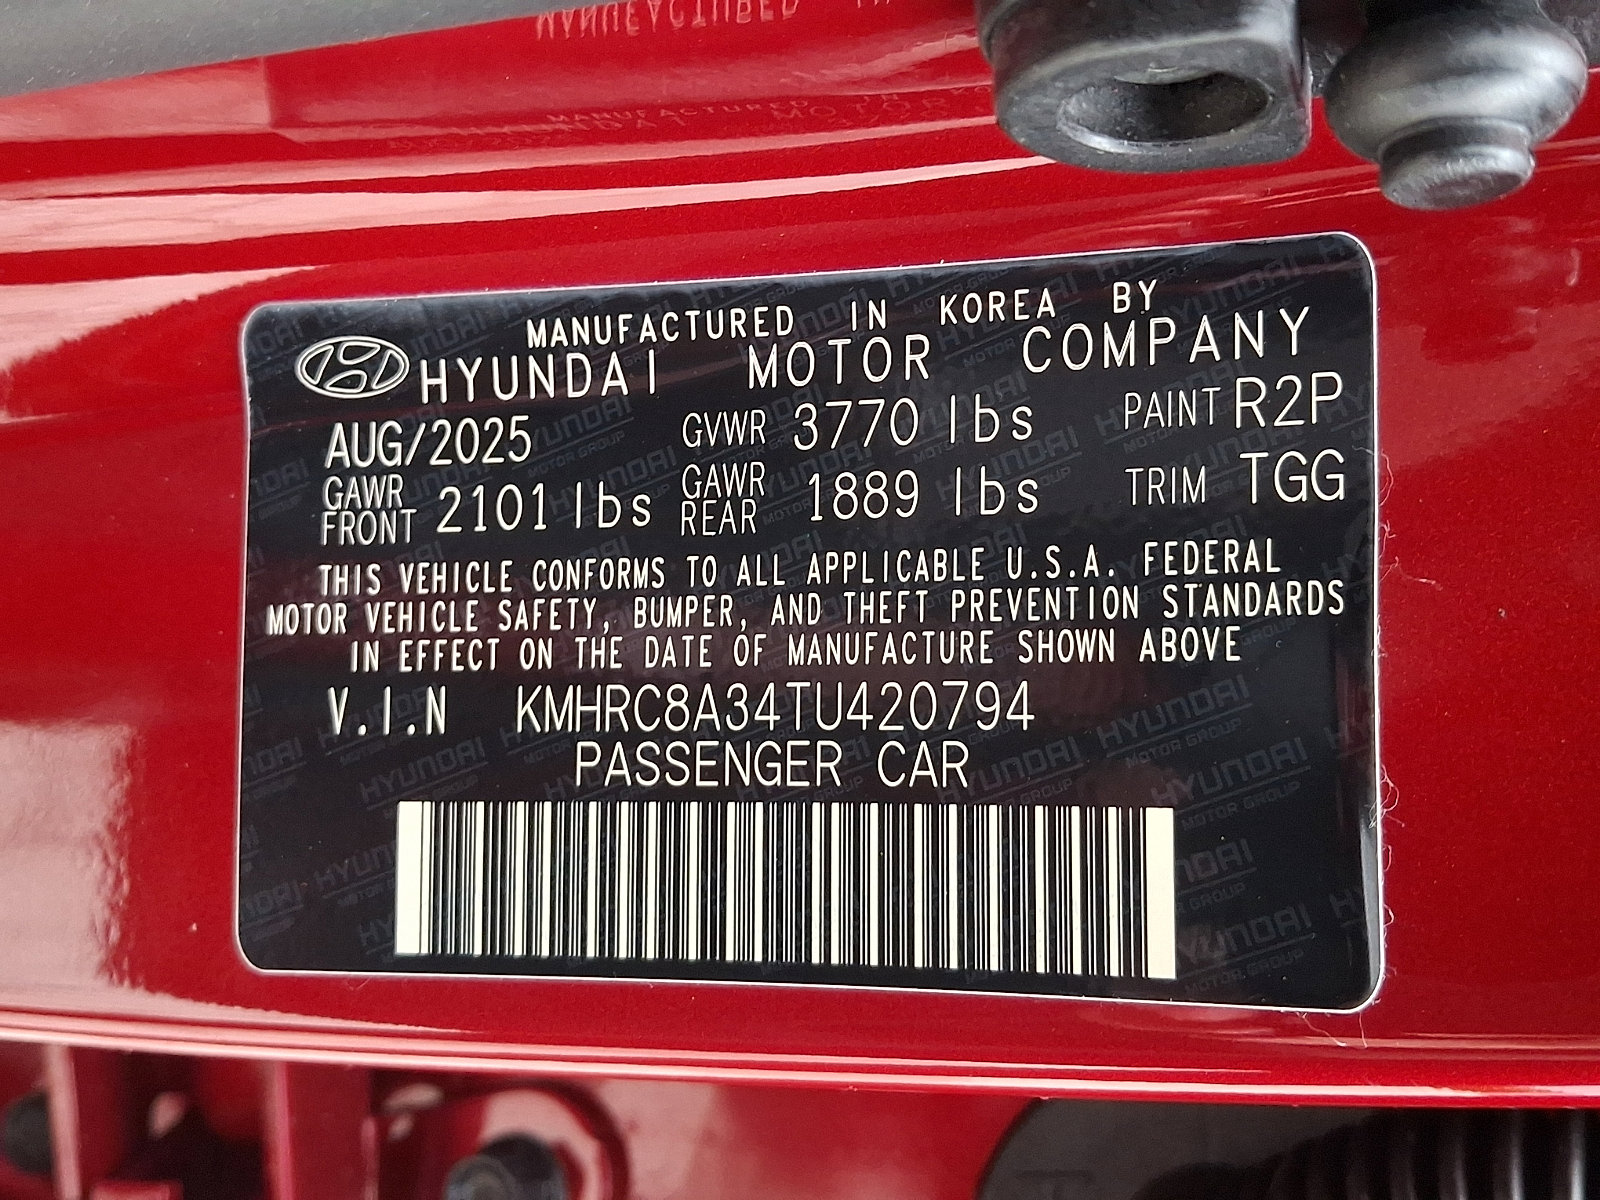 MANUFACTURED IN KOREA BY
HYUNDAI MOTOR COMPANY
AUG/2025 GVWR 3770 lbs PAINT R2P
GAWR FRONT 2101 lbs GAWR REAR 1889 lbs TRIM TGG
THIS VEHICLE CONFORMS TO ALL APPLICABLE U.S.A. FEDERAL
MOTOR VEHICLE SAFETY, BUMPER, AND THEFT PREVENTION STANDARDS
IN EFFECT ON THE DATE OF MANUFACTURE SHOWN ABOVE
V.I.N KMHRC8A34TU420794
PASSENGER CAR